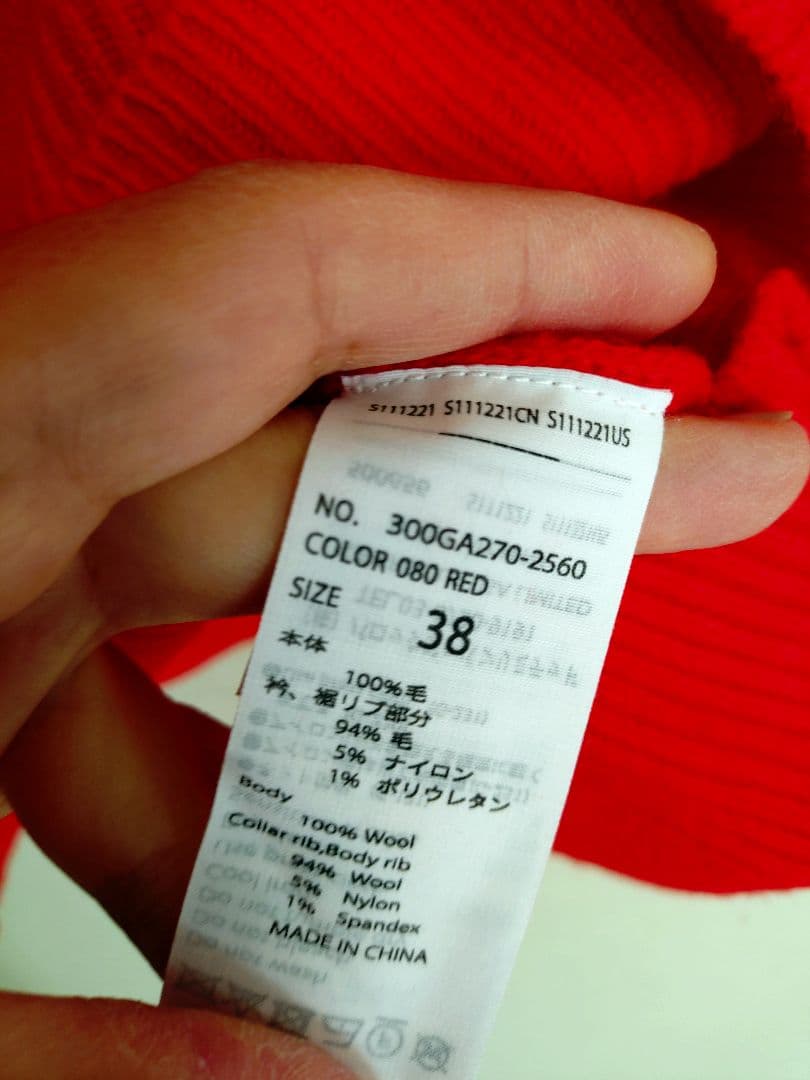 S111221 S111221CN S111221US
NO. 300GA270-2560
COLOR 080 RED
SIZE 38
本体
100% 毛
衿、裾リブ部分
94% 毛
5% ナイロン
1% ポリウレタン
Body
100% Wool
Collar rib,Body rib
94% Wool
5% Nylon
1% Spandex
MADE IN CHINA